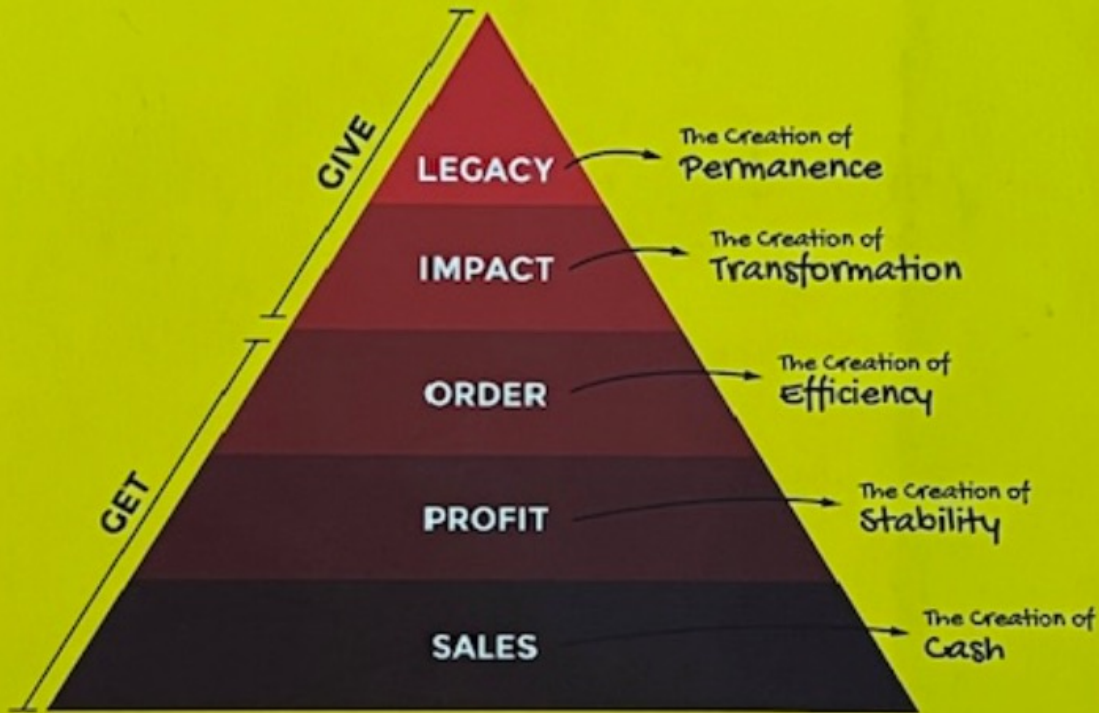 GIVE
LEGACY
The Creation of
Permanence
IMPACT
The Creation of
Transformation
ORDER
The Creation of
Efficiency
GET
PROFIT
The Creation of
Stability
SALES
The Creation of
Cash